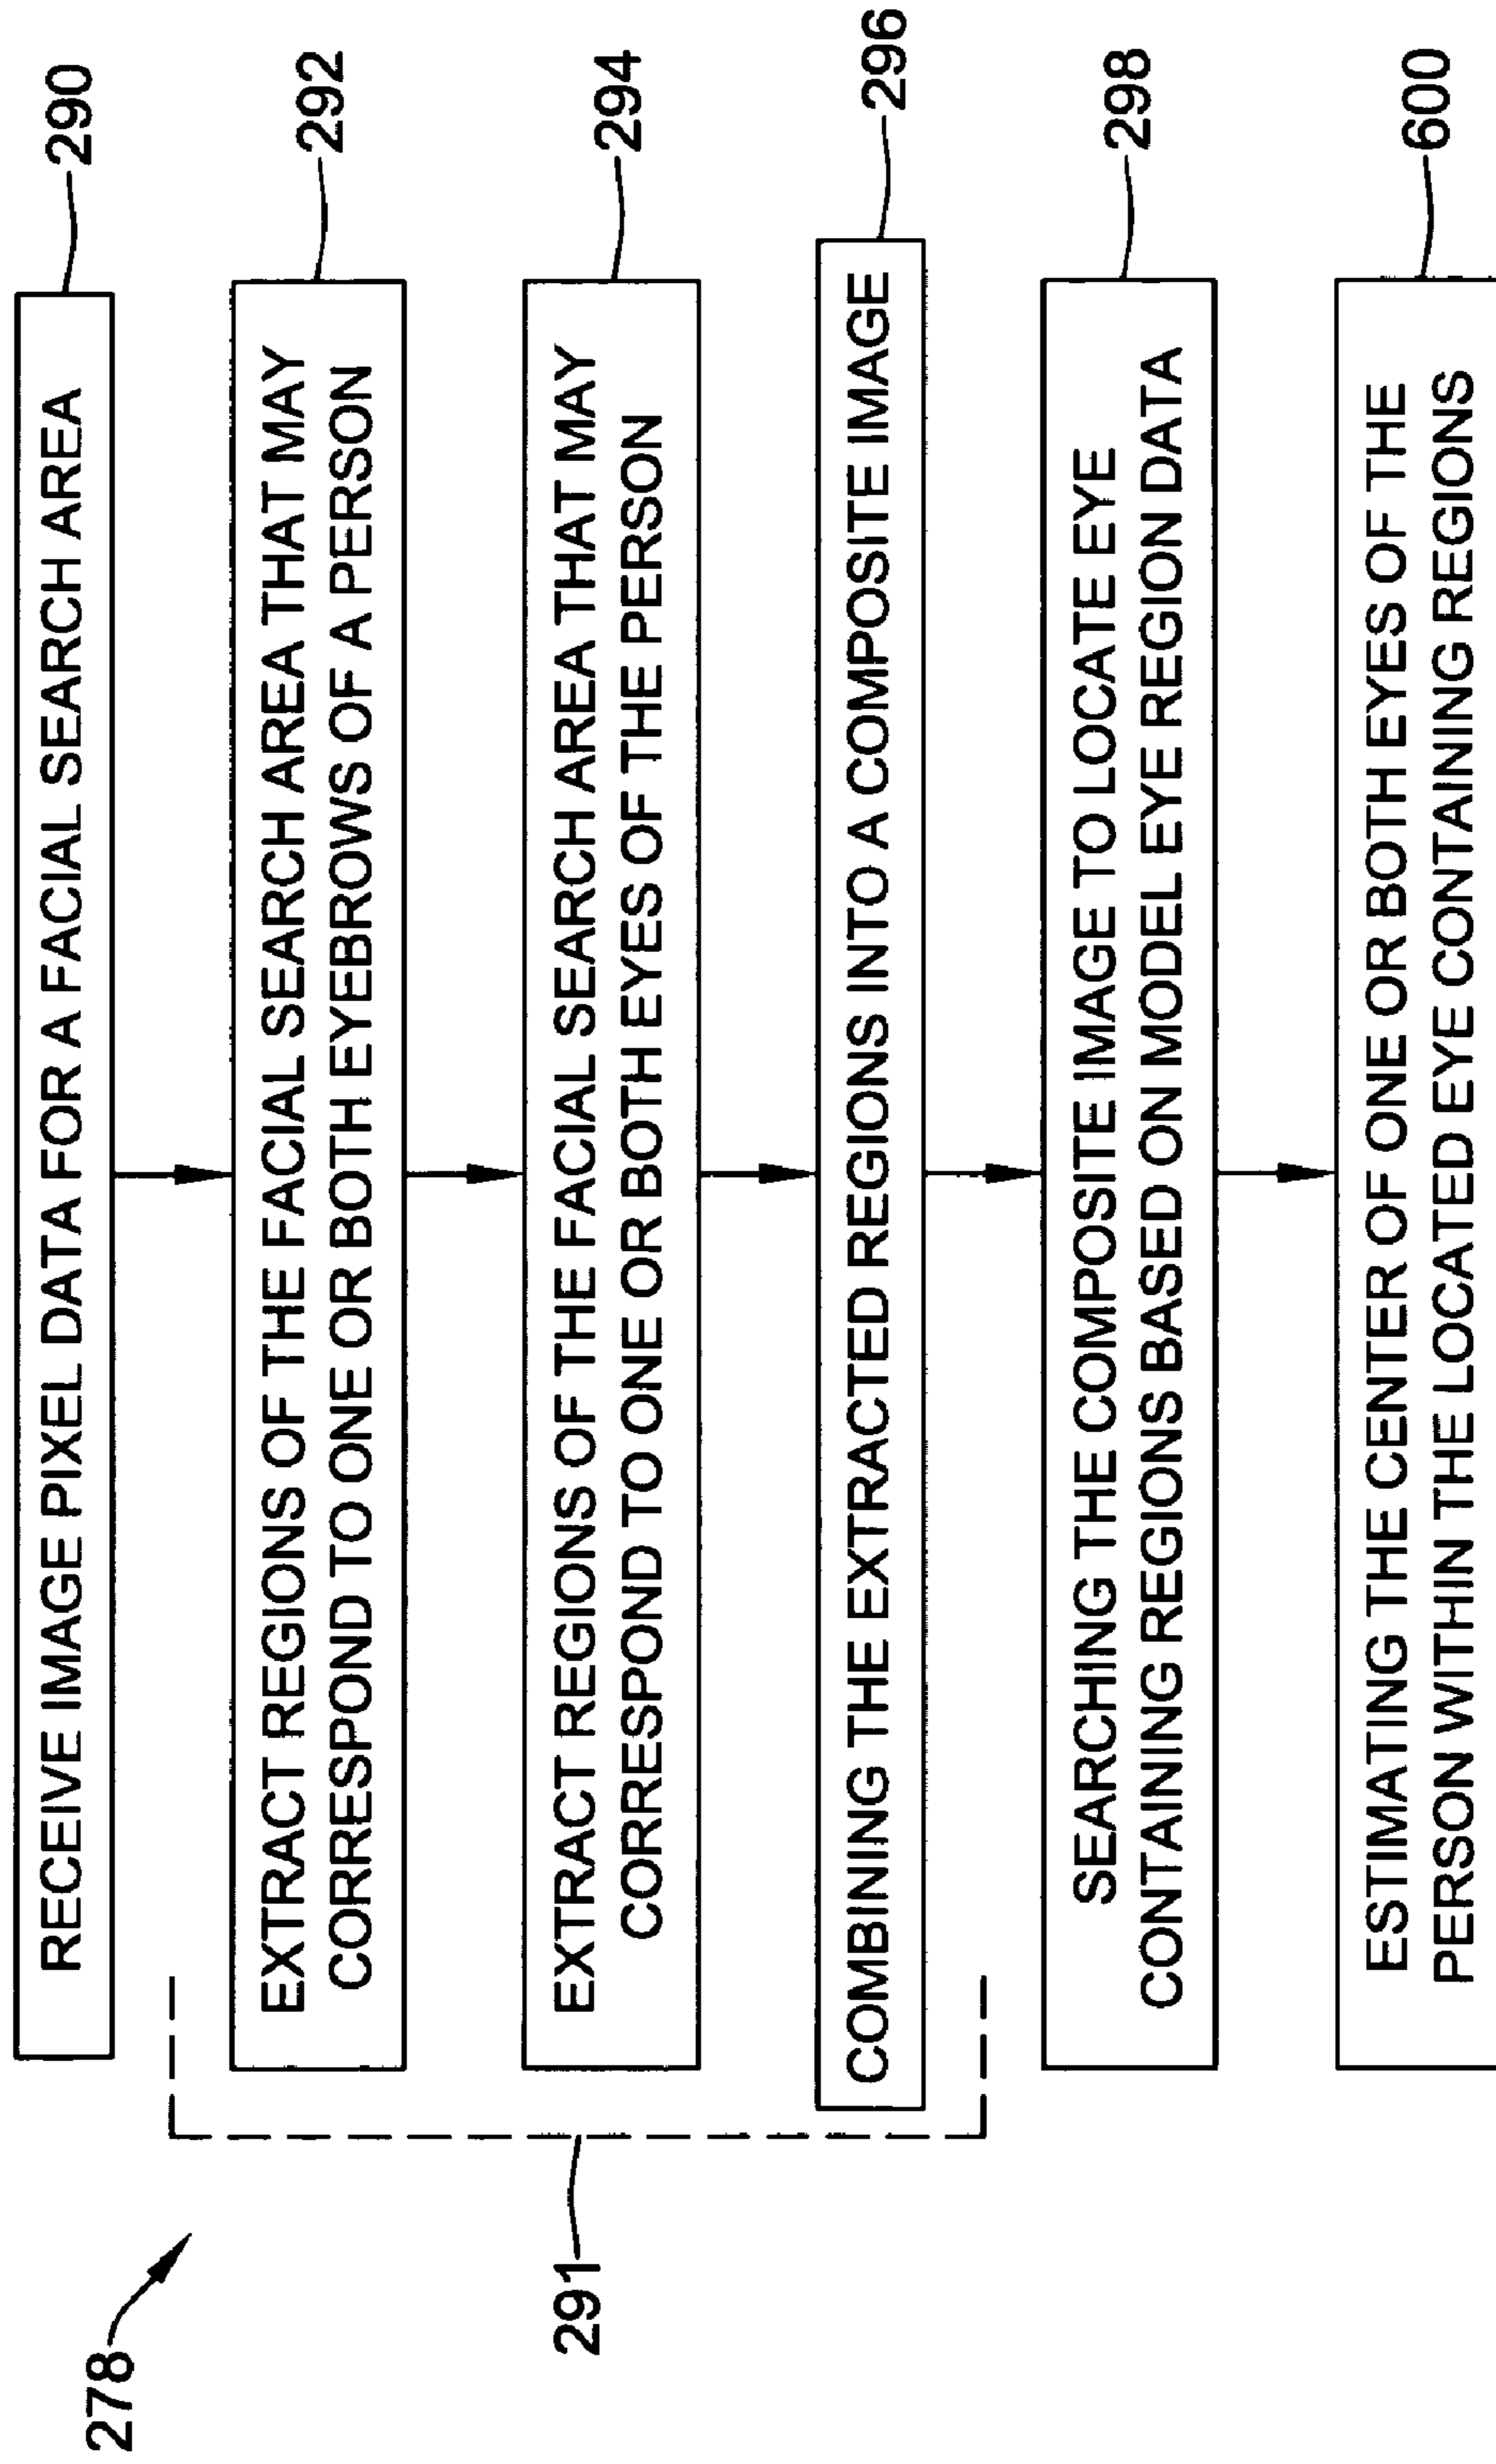 278
RECEIVE IMAGE PIXEL DATA FOR A FACIAL SEARCH AREA
290
291
EXTRACT REGIONS OF THE FACIAL SEARCH AREA THAT MAY
CORRESPOND TO ONE OR BOTH EYEBROWS OF A PERSON
292
EXTRACT REGIONS OF THE FACIAL SEARCH AREA THAT MAY
CORRESPOND TO ONE OR BOTH EYES OF THE PERSON
294
COMBINING THE EXTRACTED REGIONS INTO A COMPOSITE IMAGE
296
SEARCHING THE COMPOSITE IMAGE TO LOCATE EYE
CONTAINING REGIONS BASED ON MODEL EYE REGION DATA
298
ESTIMATING THE CENTER OF ONE OR BOTH EYES OF THE
PERSON WITHIN THE LOCATED EYE CONTAINING REGIONS
600